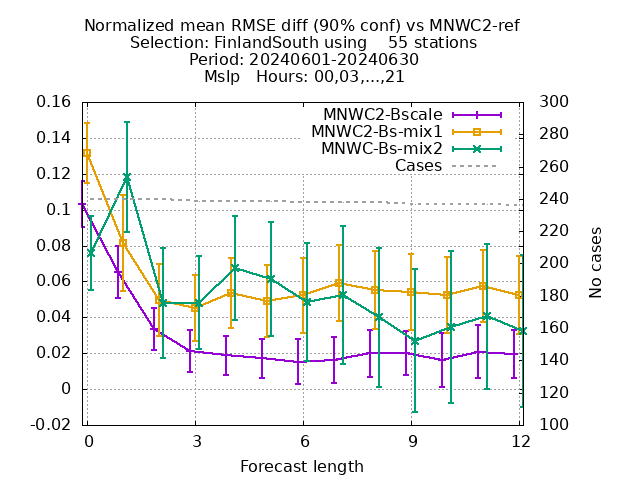 Normalized mean RMSE diff (90% conf) vs MNWC2-ref
Selection: FinlandSouth using 55 stations
Period: 20240601-20240630
Mslp Hours: 00,03,...,21
MNWC2-Bscale
MNWC2-Bs-mix1
MNWC-Bs-mix2
Cases
0.16
0.14
0.12
0.1
0.08
0.06
0.04
0.02
0
-0.02
300
280
260
240
220
200
180
160
140
120
100
No cases
0 3 6 9 12
Forecast length